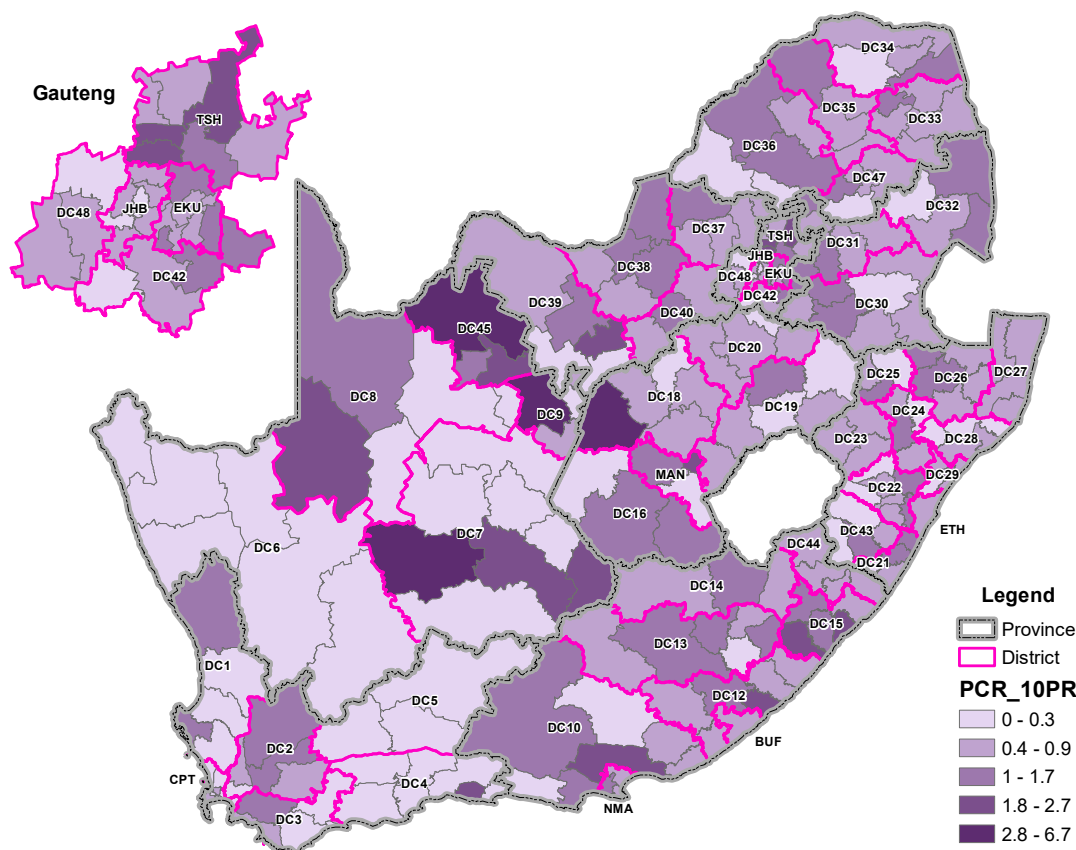 Gauteng
TSH
DC48
JHB
EKU
DC42
DC34
DC35
DC33
DC36
DC47
DC32
DC37
TSH
DC31
JHB
DC38
DC48
EKU
DC42
DC39
DC30
DC40
DC45
DC20
DC8
DC25
DC26
DC27
DC18
DC9
DC19
DC24
DC23
DC28
MAN
DC29
DC22
DC16
ETH
DC7
DC43
DC6
DC44
DC21
DC14
DC15
DC13
DC1
DC12
DC5
DC10
BUF
DC2
CPT
DC4
NMA
DC3
Legend
Province
District
PCR_10PR
0 - 0.3
0.4 - 0.9
1 - 1.7
1.8 - 2.7
2.8 - 6.7